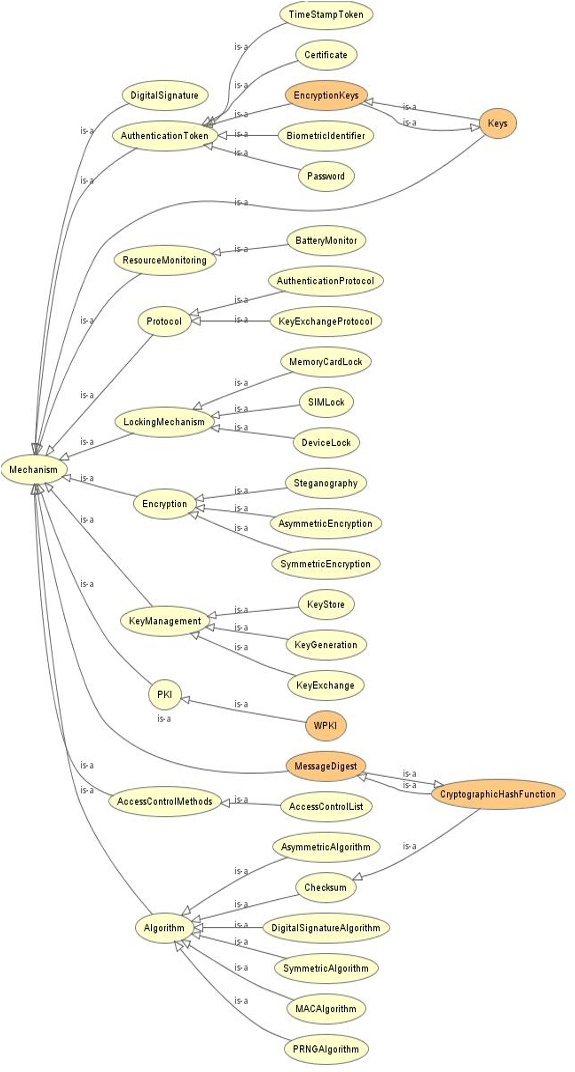 TimeStampToken
is-a
Certificate
is-a
DigitalSignature
EncryptionKeys
is-a
is-a
Keys
is-a
is-a
AuthenticationToken
is-a
BiometricIdentifier
is-a
Password
is-a
is-a
BatteryMonitor
is-a
ResourceMonitoring
AuthenticationProtocol
is-a
is-a
Protocol
is-a
KeyExchangeProtocol
MemoryCardLock
is-a
is-a
SIMLock
is-a
LockingMechanism
is-a
is-a
DeviceLock
Mechanism
Steganography
is-a
is-a
Encryption
is-a
AsymmetricEncryption
is-a
SymmetricEncryption
is-a
KeyStore
is-a
KeyManagement
is-a
KeyGeneration
is-a
is-a
KeyExchange
PKI
is-a
is-a
WPKI
is-a
MessageDigest
is-a
is-a
CryptographicHashFunction
is-a
AccessControlMethods
is-a
AccessControlList
AsymmetricAlgorithm
is-a
is-a
Checksum
is-a
Algorithm
is-a
DigitalSignatureAlgorithm
is-a
SymmetricAlgorithm
is-a
MACAlgorithm
is-a
PRNGAlgorithm